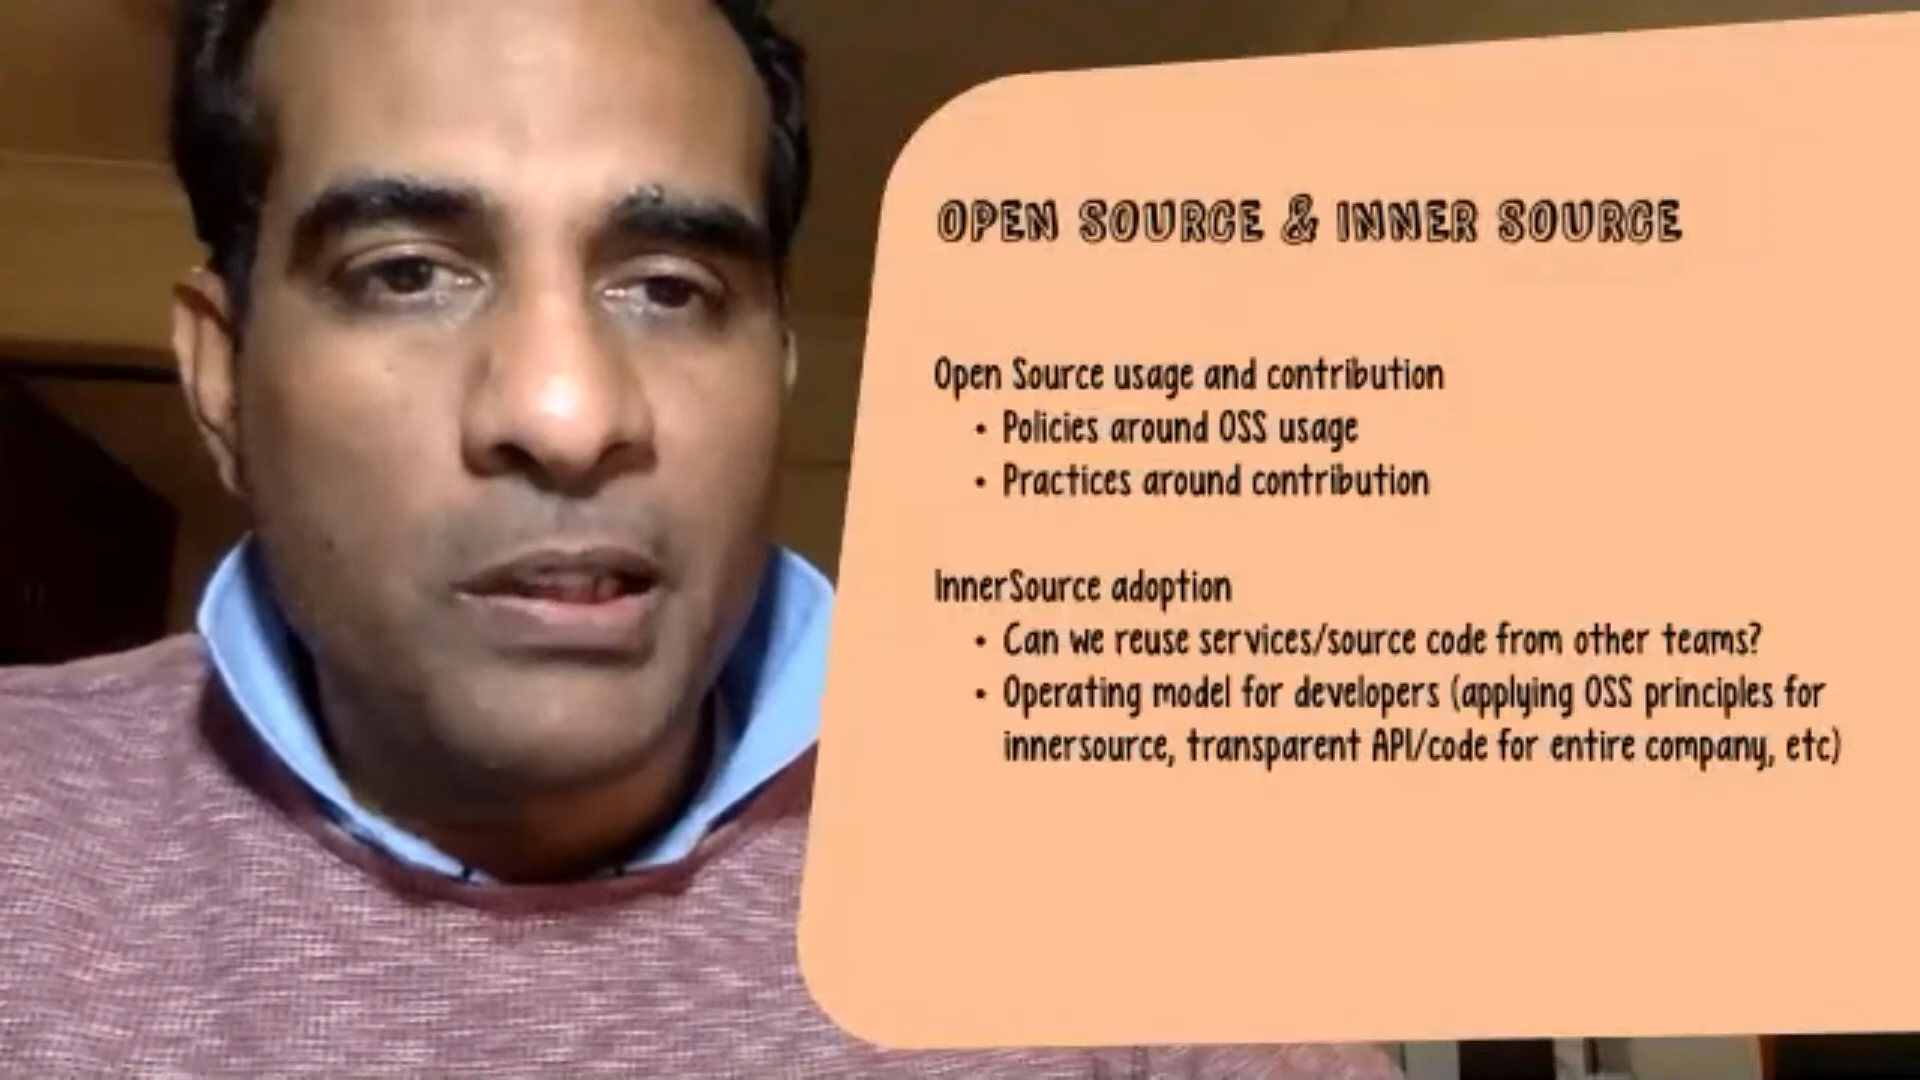 OPEN SOURCE & INNER SOURCE
Open Source usage and contribution
• Policies around OSS usage
• Practices around contribution
InnerSource adoption
• Can we reuse services/source code from other teams?
• Operating model for developers (applying OSS principles for
innersource, transparent API/code for entire company, etc)